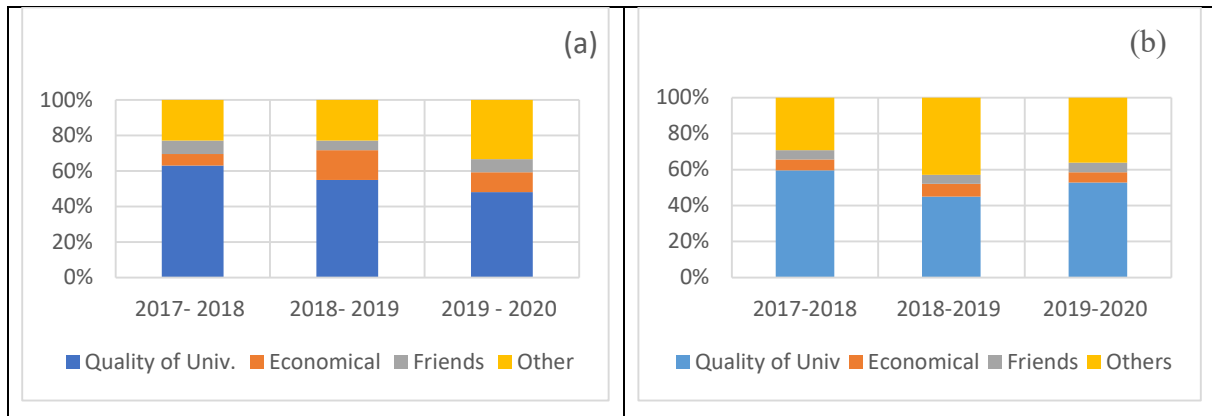 (a)
100%
80%
60%
40%
20%
0%
2017- 2018 2018- 2019 2019 - 2020
Quality of Univ. Economical Friends Other
(b)
100%
80%
60%
40%
20%
0%
2017-2018 2018-2019 2019-2020
Quality of Univ Economical Friends Others